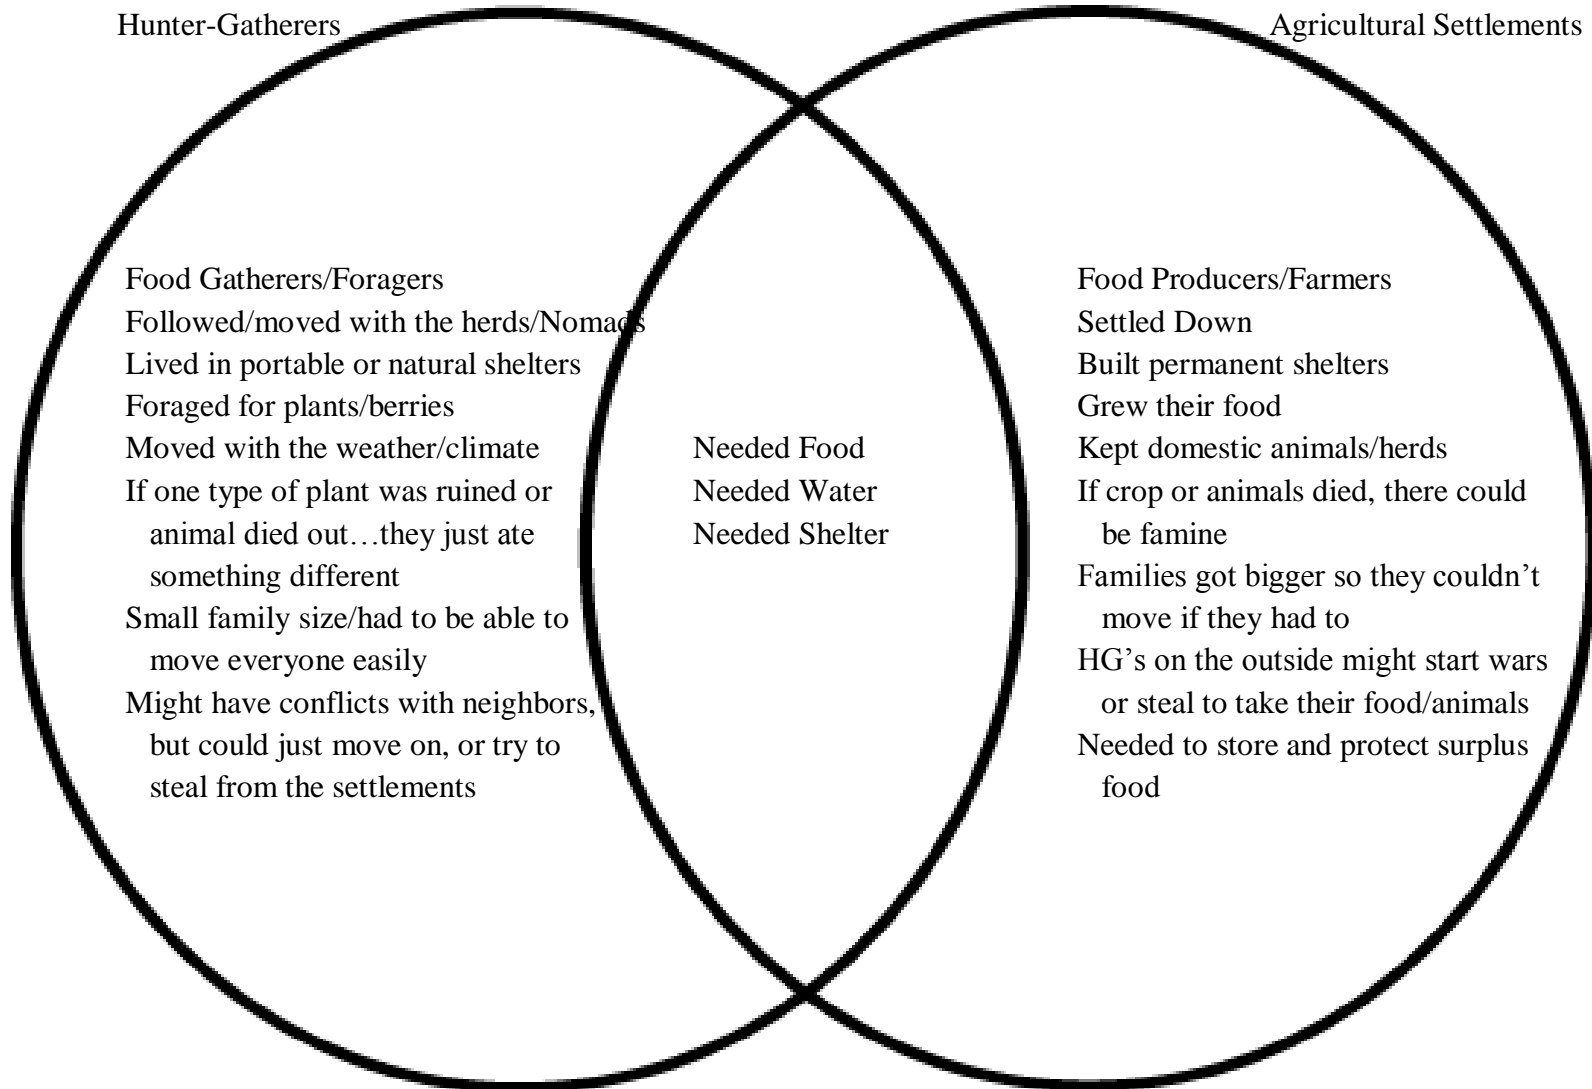 Hunter-Gatherers
Agricultural Settlements
Food Gatherers/Foragers
Followed/moved with the herds/Nomads
Lived in portable or natural shelters
Foraged for plants/berries
Moved with the weather/climate
If one type of plant was ruined or
animal died out…they just ate
something different
Small family size/had to be able to
move everyone easily
Might have conflicts with neighbors,
but could just move on, or try to
steal from the settlements
Needed Food
Needed Water
Needed Shelter
Food Producers/Farmers
Settled Down
Built permanent shelters
Grew their food
Kept domestic animals/herds
If crop or animals died, there could
be famine
Families got bigger so they couldn’t
move if they had to
HG’s on the outside might start wars
or steal to take their food/animals
Needed to store and protect surplus
food